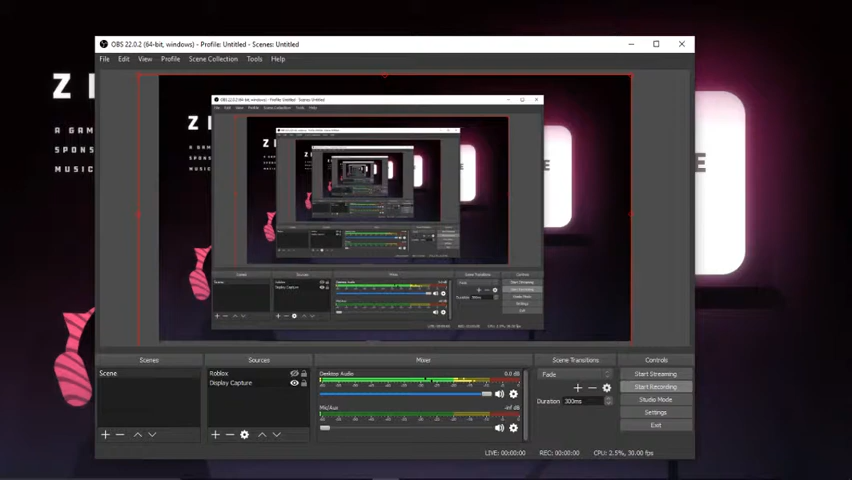 OBS 22.0.2 (64-bit, windows) - Profile: Untitled - Scenes: Untitled
File Edit View Profile Scene Collection Tools Help
Z
A GAM
SPONS
MUSIC
E
Scenes
Sources
Mixer
Scene Transitions
Controls
Scene
Roblox
Display Capture
Desktop Audio 0.0 dB
Mic/Aux -inf dB
Fade
Duration 300ms
Start Streaming
Start Recording
Studio Mode
Settings
Exit
LIVE: 00:00:00 REC: 00:00:00 CPU: 2.5%, 30.00 fps